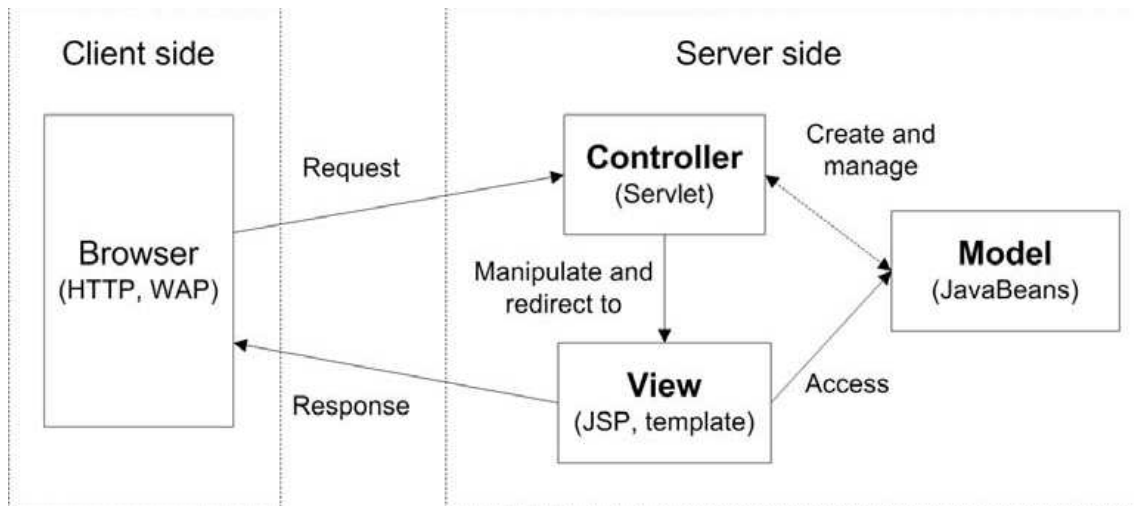 Client side
Server side
Request
Controller
(Servlet)
Create and
manage
Browser
(HTTP, WAP)
Manipulate and
redirect to
Model
(JavaBeans)
Response
View
(JSP, template)
Access